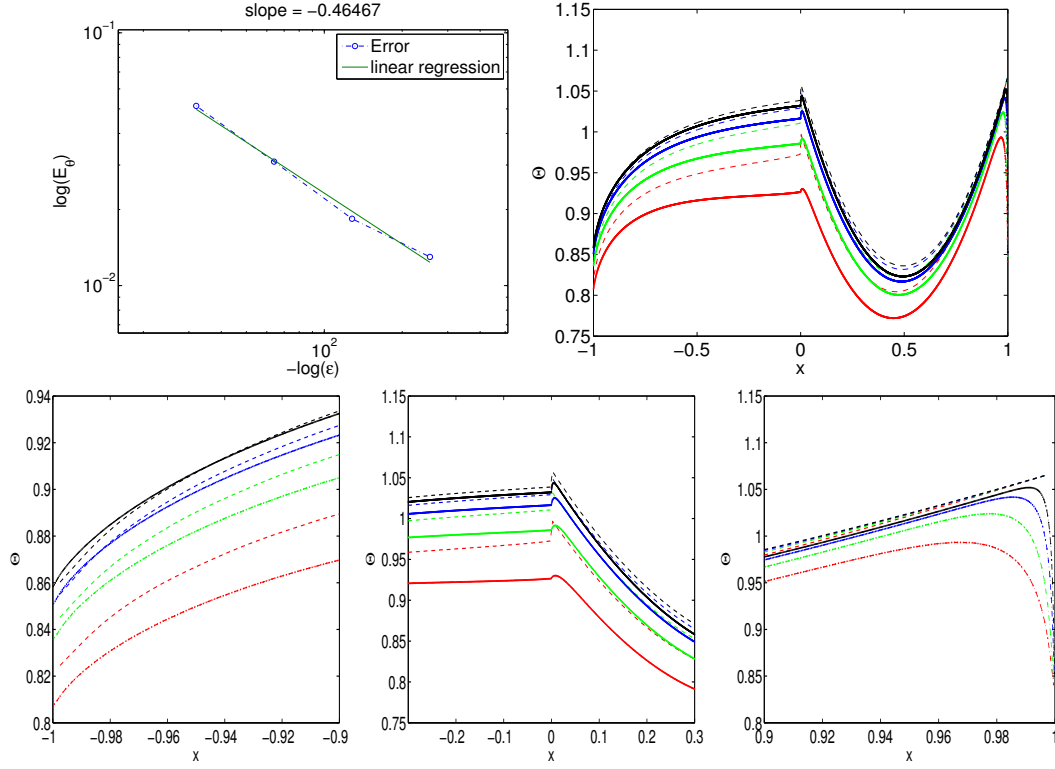 slope = −0.46467
10⁻¹
10⁻²
log(E_θ)
Error
linear regression
10²
−log(ε)
1.15
1.1
1.05
1
0.95
0.9
0.85
0.8
0.75
Θ
−1 −0.5 0 0.5 1
x
0.94
0.92
0.9
0.88
0.86
0.84
0.82
0.8
Θ
−1 −0.98 −0.96 −0.94 −0.92 −0.9
x
1.15
1.1
1.05
1
0.95
0.9
0.85
0.8
0.75
Θ
−0.2 −0.1 0 0.1 0.2 0.3
x
1.15
1.1
1.05
1
0.95
0.9
0.85
0.8
Θ
0.9 0.92 0.94 0.96 0.98 1
x